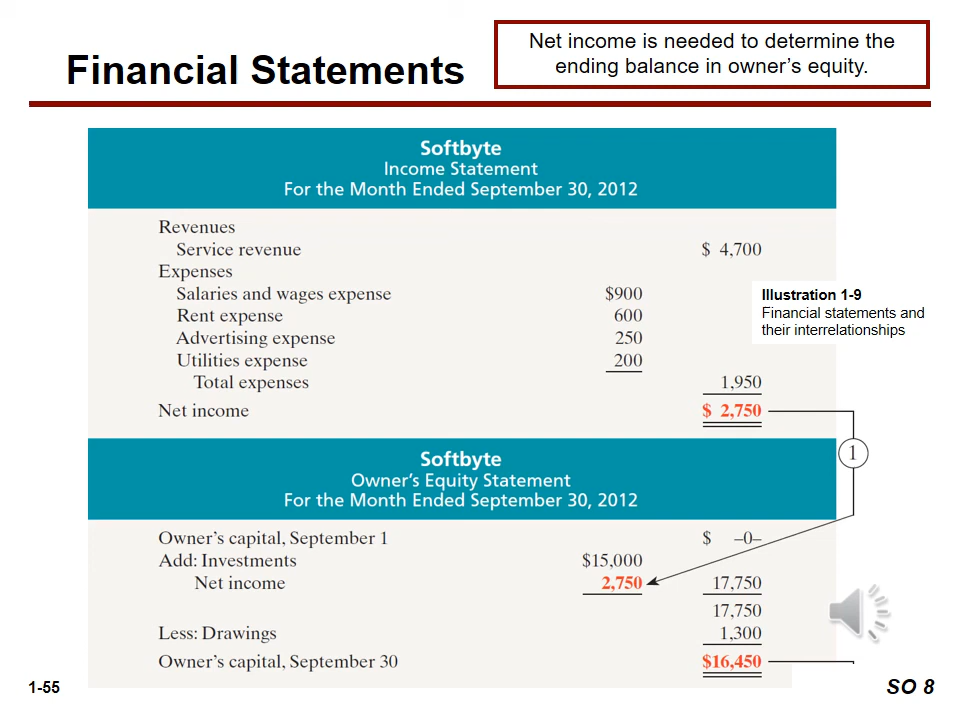 Net income is needed to determine the
ending balance in owner's equity.
Financial Statements
Softbyte
Income Statement
For the Month Ended September 30, 2012
Revenues
Service revenue $ 4,700
Expenses
Salaries and wages expense $900
Rent expense 600
Advertising expense 250
Utilities expense 200
Total expenses 1,950
Net income $ 2,750
Illustration 1-9
Financial statements and
their interrelationships
1
Softbyte
Owner's Equity Statement
For the Month Ended September 30, 2012
Owner's capital, September 1 $ –0–
Add: Investments $15,000
Net income 2,750 17,750
17,750
Less: Drawings 1,300
Owner's capital, September 30 $16,450
1-55
SO 8